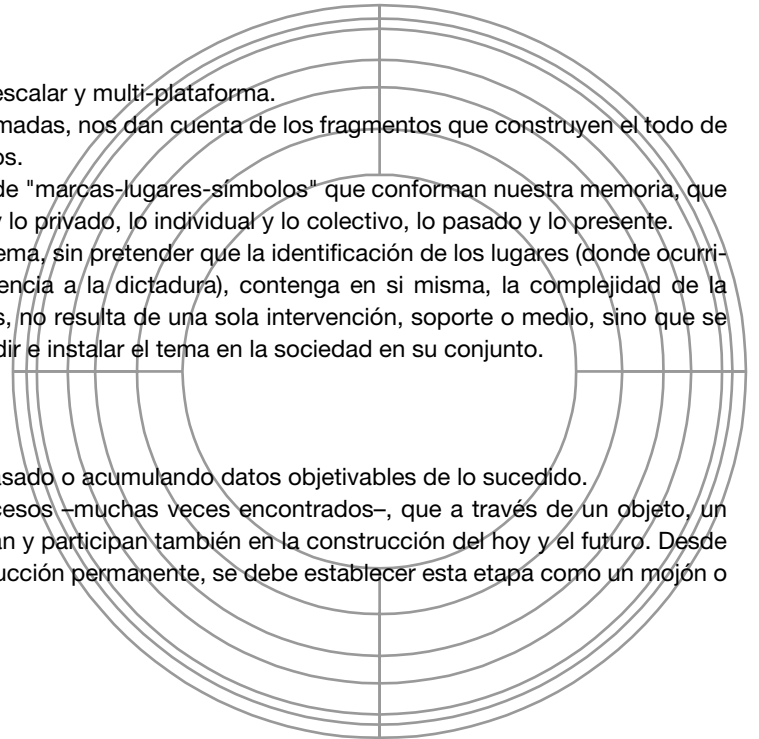 escalar y multi-plataforma.
madas, nos dan cuenta de los fragmentos que construyen el todo de
os.
de "marcas-lugares-símbolos" que conforman nuestra memoria, que
y lo privado, lo individual y lo colectivo, lo pasado y lo presente.
ema, sin pretender que la identificación de los lugares (donde ocurri-
encia a la dictadura), contenga en si misma, la complejidad de la
s, no resulta de una sola intervención, soporte o medio, sino que se
dir e instalar el tema en la sociedad en su conjunto.
asado o acumulando datos objetivables de lo sucedido.
cesos –muchas veces encontrados–, que a través de un objeto, un
an y participan también en la construcción del hoy y el futuro. Desde
ucción permanente, se debe establecer esta etapa como un mojón o